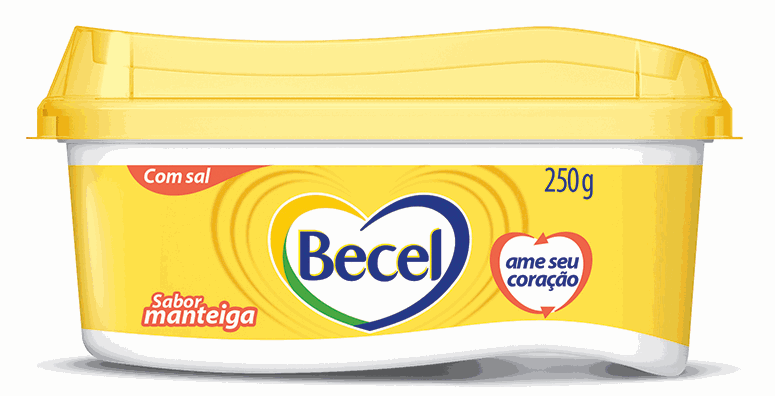 Com sal
250g
Becel
ame seu
coração
Sabor
manteiga